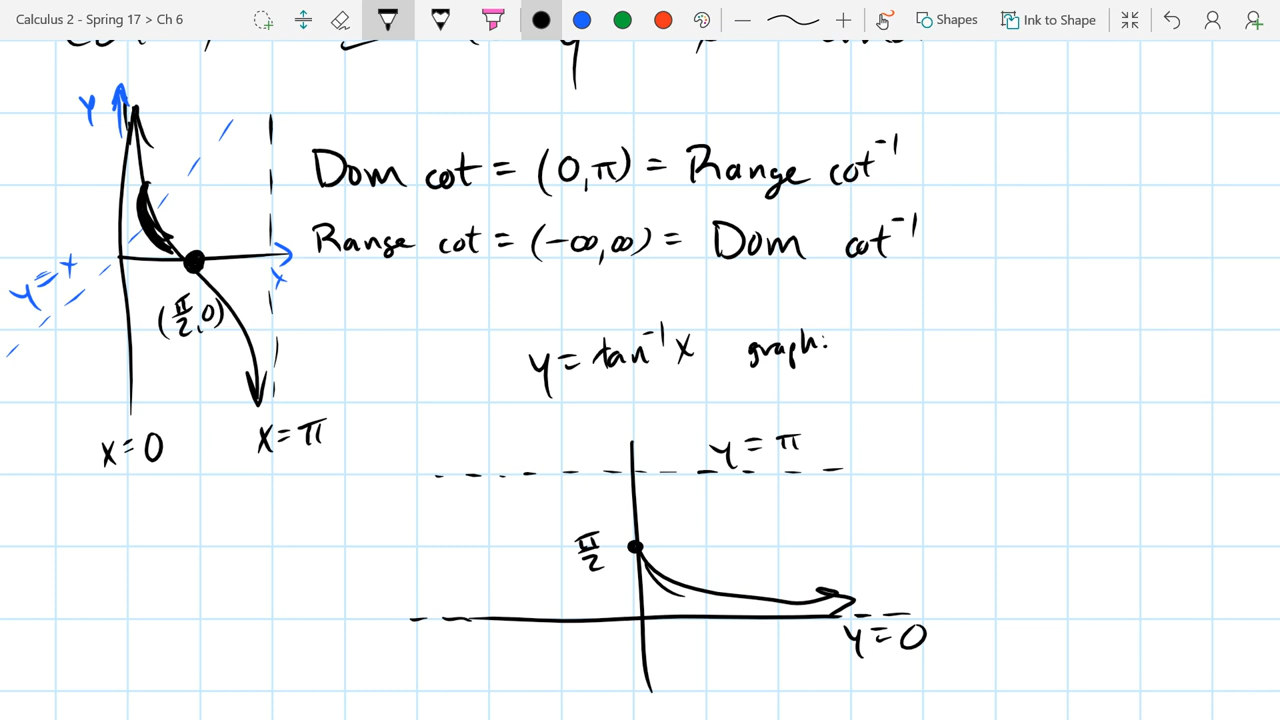 Calculus 2 - Spring 17 > Ch 6
Shapes
Ink to Shape
y
Dom cot = (0, π) = Range cot⁻¹
Range cot = (-∞, ∞) = Dom cot⁻¹
y = x
x
(π/2, 0)
y = tan⁻¹ x graph:
x = 0
x = π
y = π
π/2
y = 0